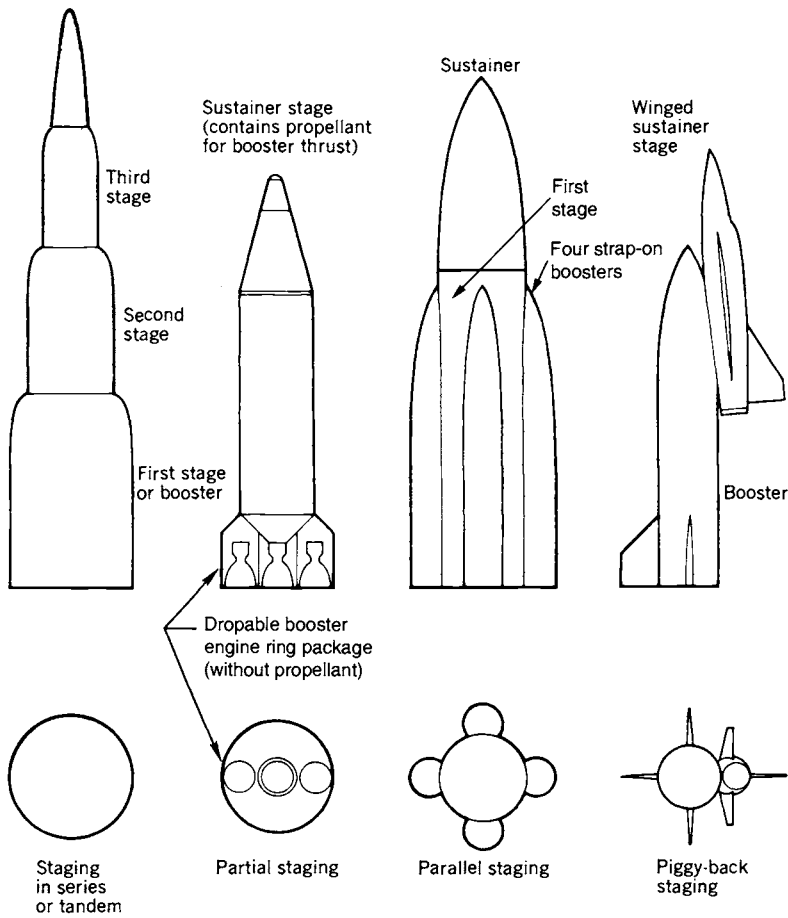 Sustainer
Sustainer stage
(contains propellant
for booster thrust)
Winged
sustainer
stage
Third
stage
First
stage
Four strap-on
boosters
Second
stage
First stage
or booster
Booster
Dropable booster
engine ring package
(without propellant)
Staging
in series
or tandem
Partial staging
Parallel staging
Piggy-back
staging